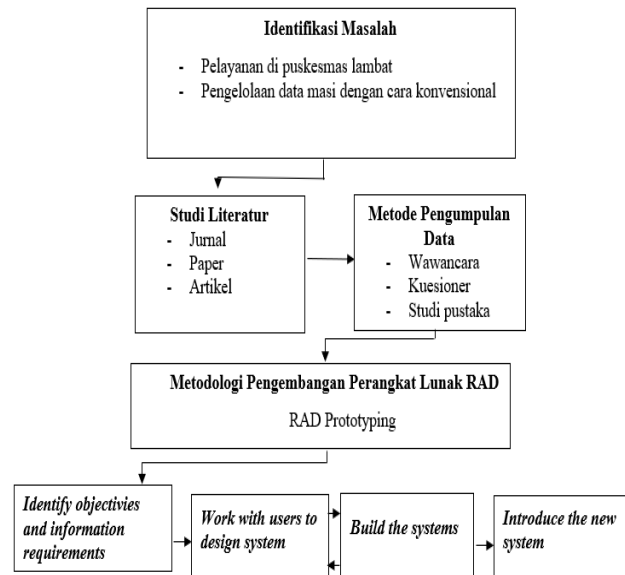 Identifikasi Masalah
- Pelayanan di puskesmas lambat
- Pengelolaan data masi dengan cara konvensional
Studi Literatur
- Jurnal
- Paper
- Artikel
Metode Pengumpulan
Data
- Wawancara
- Kuesioner
- Studi pustaka
Metodologi Pengembangan Perangkat Lunak RAD
RAD Prototyping
Identify objectivies
and information
requirements
Work with users to
design system
Build the systems
Introduce the new
system